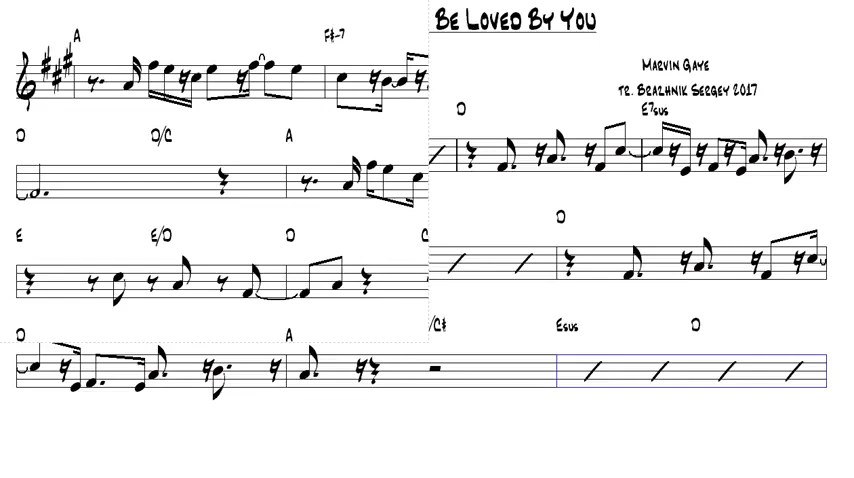 Be Loved By You
A F#-7
Marvin Gaye
tr. Brazhnik Sergey 2017
D E7sus
D D/C A
D
E E/D D
D A /C# Esus D